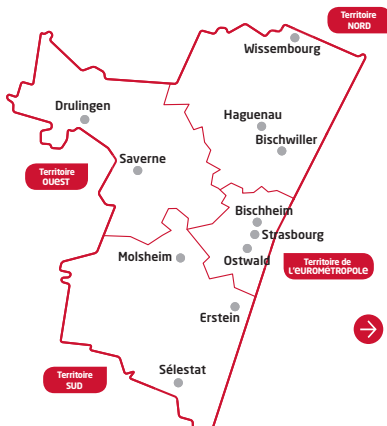 Territoire
NORD
Wissembourg
Drulingen
Haguenau
Bischwiller
Saverne
Territoire
OUEST
Bischheim
Strasbourg
Ostwald
Molsheim
Territoire de
L'EUROMÉTROPOLE
Erstein
Sélestat
Territoire
SUD